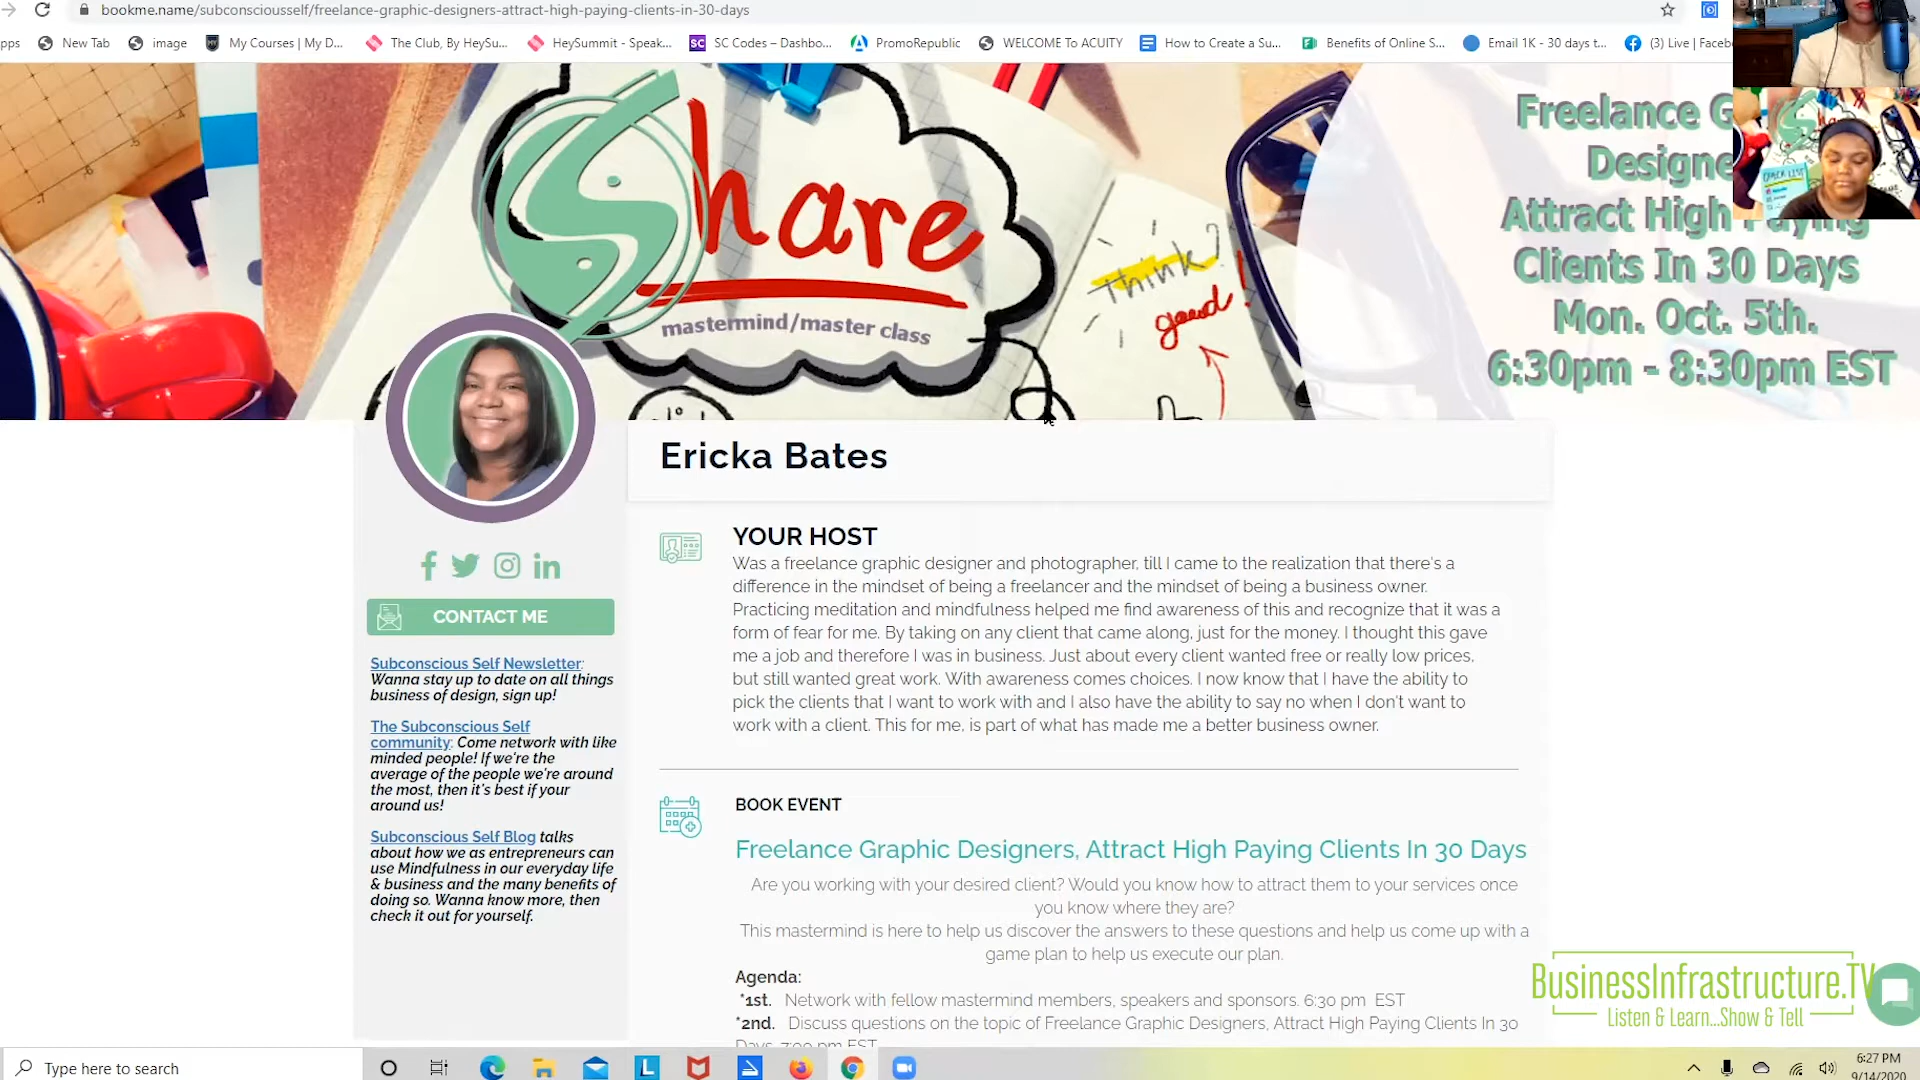 bookme.name/subconsciousself/freelance-graphic-designers-attract-high-paying-clients-in-30-days
pps New Tab image My Courses | My D... The Club, By HeySu... HeySummit - Speak... SC Codes – Dashbo... PromoRepublic WELCOME To ACUITY How to Create a Su... Benefits of Online S... Email 1K - 30 days t... (3) Live | Faceb
Share
mastermind/master class
Think?
good!
Freelance G
Designe
Attract High Paying
Clients In 30 Days
Mon. Oct. 5th.
6:30pm - 8:30pm EST
Ericka Bates
CONTACT ME
Subconscious Self Newsletter:
Wanna stay up to date on all things
business of design, sign up!
The Subconscious Self
community: Come network with like
minded people! If we're the
average of the people we're around
the most, then it's best if your
around us!
Subconscious Self Blog talks
about how we as entrepreneurs can
use Mindfulness in our everyday life
& business and the many benefits of
doing so. Wanna know more, then
check it out for yourself.
YOUR HOST
Was a freelance graphic designer and photographer, till I came to the realization that there's a
difference in the mindset of being a freelancer and the mindset of being a business owner.
Practicing meditation and mindfulness helped me find awareness of this and recognize that it was a
form of fear for me. By taking on any client that came along, just for the money. I thought this gave
me a job and therefore I was in business. Just about every client wanted free or really low prices,
but still wanted great work. With awareness comes choices. I now know that I have the ability to
pick the clients that I want to work with and I also have the ability to say no when I don't want to
work with a client. This for me, is part of what has made me a better business owner.
BOOK EVENT
Freelance Graphic Designers, Attract High Paying Clients In 30 Days
Are you working with your desired client? Would you know how to attract them to your services once
you know where they are?
This mastermind is here to help us discover the answers to these questions and help us come up with a
game plan to help us execute our plan.
Agenda:
*1st. Network with fellow mastermind members, speakers and sponsors. 6:30 pm EST
*2nd. Discuss questions on the topic of Freelance Graphic Designers, Attract High Paying Clients In 30
Days. 7:00 pm EST
BusinessInfrastructure.TV
Listen & Learn...Show & Tell
Type here to search
6:27 PM
9/14/2020